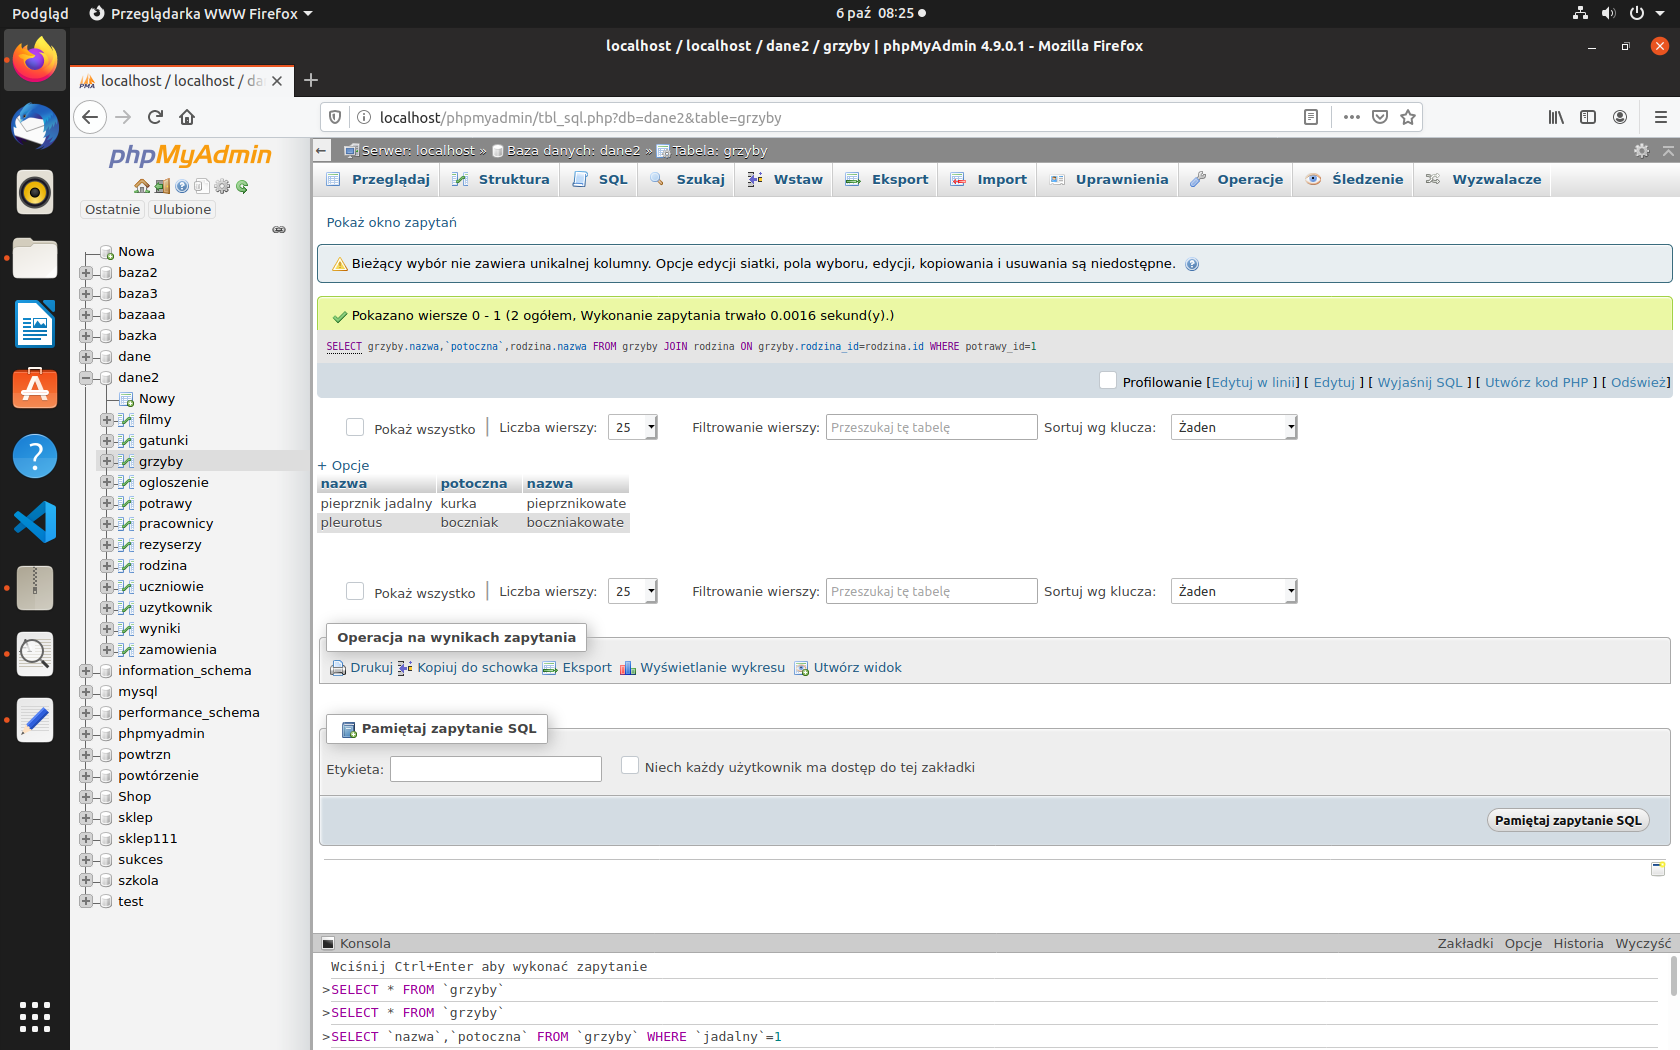 Podgląd
Przeglądarka WWW Firefox
6 paź 08:25
localhost / localhost / dane2 / grzyby | phpMyAdmin 4.9.0.1 - Mozilla Firefox
localhost / localhost / da
localhost/phpmyadmin/tbl_sql.php?db=dane2&table=grzyby
phpMyAdmin
Ostatnie
Ulubione
Nowa
baza2
baza3
bazaaa
bazka
dane
dane2
Nowy
filmy
gatunki
grzyby
ogloszenie
potrawy
pracownicy
rezyserzy
rodzina
uczniowie
uzytkownik
wyniki
zamowienia
information_schema
mysql
performance_schema
phpmyadmin
powtrzn
powtórzenie
Shop
sklep
sklep111
sukces
szkola
test
Serwer: localhost » Baza danych: dane2 » Tabela: grzyby
Przeglądaj Struktura SQL Szukaj Wstaw Eksport Import Uprawnienia Operacje Śledzenie Wyzwalacze
Pokaż okno zapytań
Bieżący wybór nie zawiera unikalnej kolumny. Opcje edycji siatki, pola wyboru, edycji, kopiowania i usuwania są niedostępne.
Pokazano wiersze 0 - 1 (2 ogółem, Wykonanie zapytania trwało 0.0016 sekund(y).)
SELECT grzyby.nazwa,`potoczna`,rodzina.nazwa FROM grzyby JOIN rodzina ON grzyby.rodzina_id=rodzina.id WHERE potrawy_id=1
Profilowanie [Edytuj w linii] [ Edytuj ] [ Wyjaśnij SQL ] [ Utwórz kod PHP ] [ Odśwież]
Pokaż wszystko | Liczba wierszy: 25 Filtrowanie wierszy: Przeszukaj tę tabelę Sortuj wg klucza: Żaden
+ Opcje
nazwa potoczna nazwa
pieprznik jadalny kurka pieprznikowate
pleurotus boczniak boczniakowate
Pokaż wszystko | Liczba wierszy: 25 Filtrowanie wierszy: Przeszukaj tę tabelę Sortuj wg klucza: Żaden
Operacja na wynikach zapytania
Drukuj Kopiuj do schowka Eksport Wyświetlanie wykresu Utwórz widok
Pamiętaj zapytanie SQL
Etykieta: Niech każdy użytkownik ma dostęp do tej zakładki
Pamiętaj zapytanie SQL
Konsola Zakładki Opcje Historia Wyczyść
Wciśnij Ctrl+Enter aby wykonać zapytanie
>SELECT * FROM `grzyby`
>SELECT * FROM `grzyby`
>SELECT `nazwa`,`potoczna` FROM `grzyby` WHERE `jadalny`=1